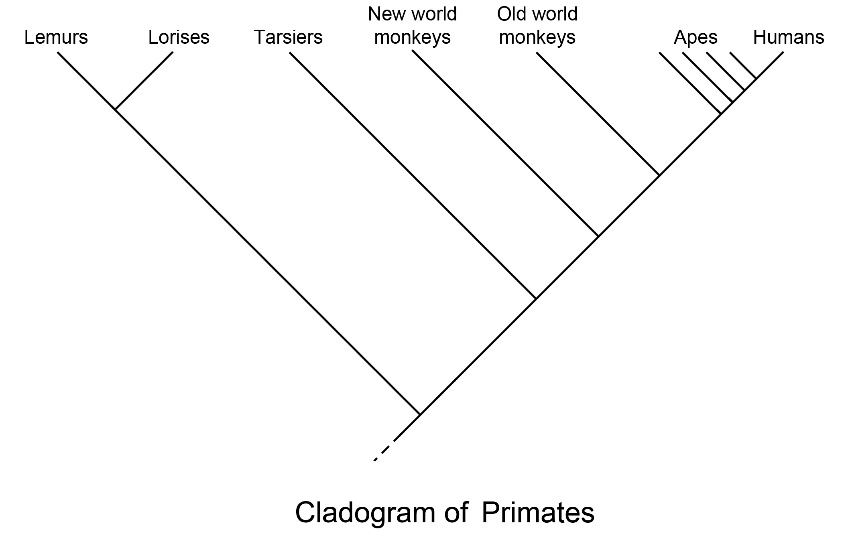 Lemurs
Lorises
Tarsiers
New world
monkeys
Old world
monkeys
Apes
Humans
Cladogram of Primates